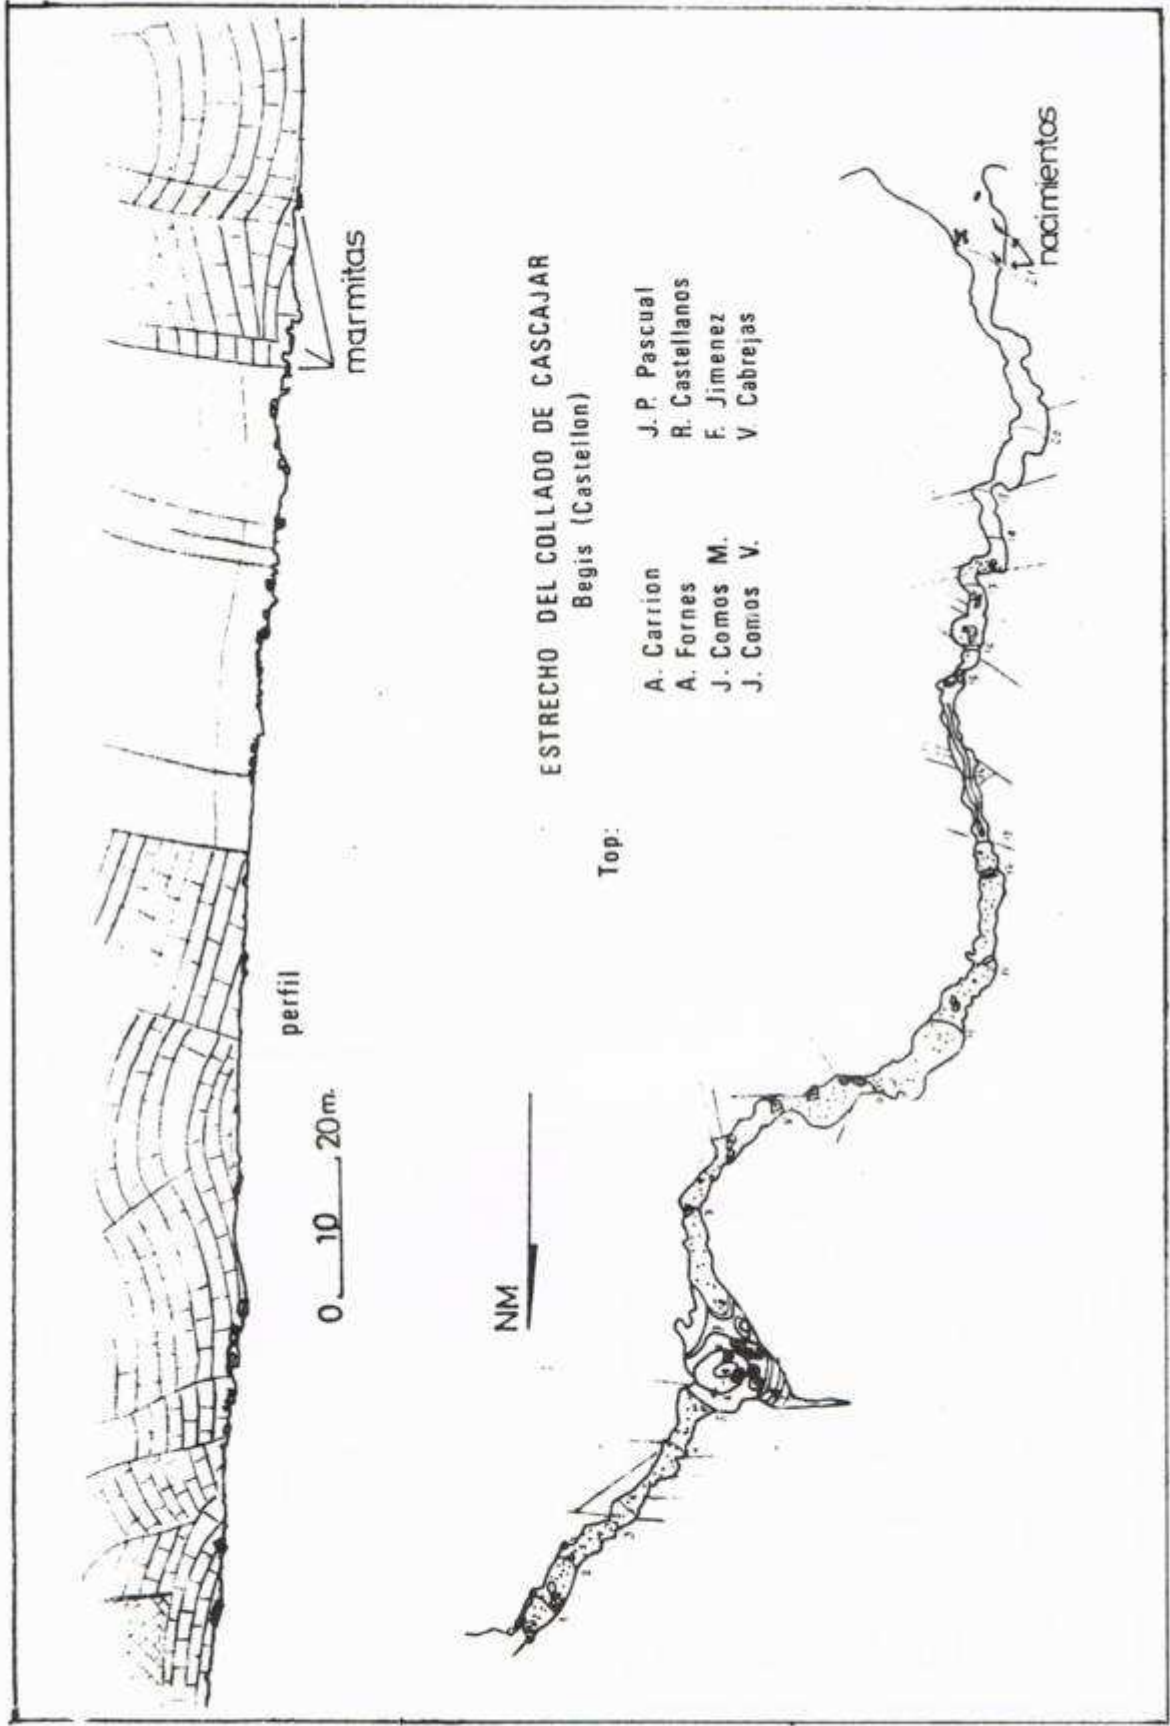 marmitas
perfil
0 10 20m.
NM
ESTRECHO DEL COLLADO DE CASCAJAR
Begis (Castellon)
Top:
A. Carrion
A. Fornes
J. Comos M.
J. Comos V.
J. P. Pascual
R. Castellanos
F. Jimenez
V. Cabrejas
nacimientos